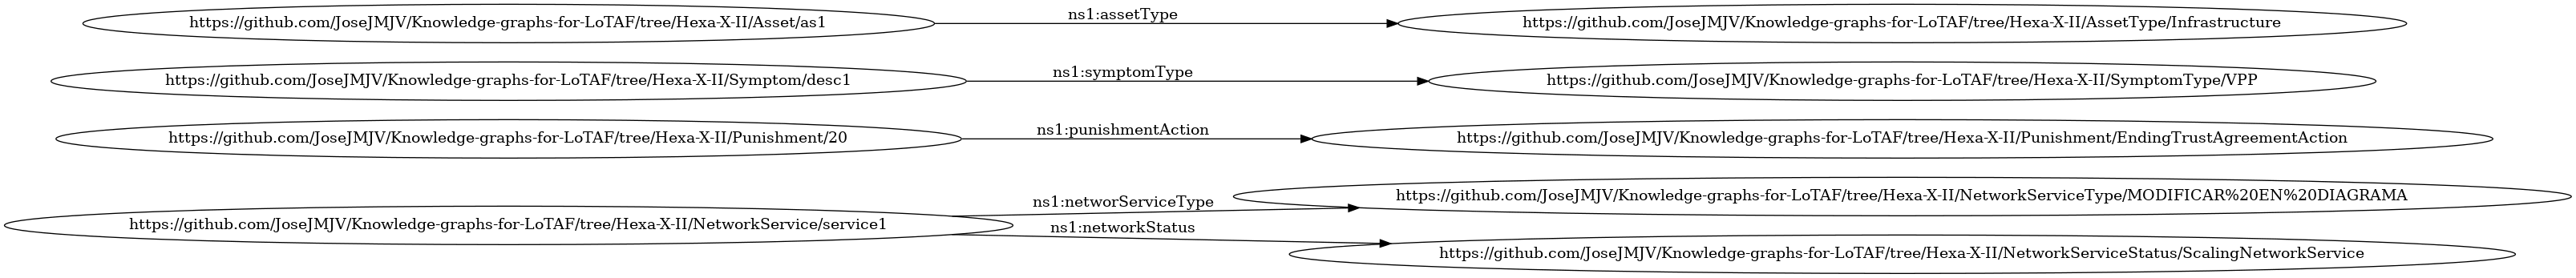 https://github.com/JoseJMJV/Knowledge-graphs-for-LoTAF/tree/Hexa-X-II/Asset/as1
ns1:assetType
https://github.com/JoseJMJV/Knowledge-graphs-for-LoTAF/tree/Hexa-X-II/AssetType/Infrastructure
https://github.com/JoseJMJV/Knowledge-graphs-for-LoTAF/tree/Hexa-X-II/Symptom/desc1
ns1:symptomType
https://github.com/JoseJMJV/Knowledge-graphs-for-LoTAF/tree/Hexa-X-II/SymptomType/VPP
https://github.com/JoseJMJV/Knowledge-graphs-for-LoTAF/tree/Hexa-X-II/Punishment/20
ns1:punishmentAction
https://github.com/JoseJMJV/Knowledge-graphs-for-LoTAF/tree/Hexa-X-II/Punishment/EndingTrustAgreementAction
https://github.com/JoseJMJV/Knowledge-graphs-for-LoTAF/tree/Hexa-X-II/NetworkService/service1
ns1:networServiceType
https://github.com/JoseJMJV/Knowledge-graphs-for-LoTAF/tree/Hexa-X-II/NetworkServiceType/MODIFICAR%20EN%20DIAGRAMA
ns1:networkStatus
https://github.com/JoseJMJV/Knowledge-graphs-for-LoTAF/tree/Hexa-X-II/NetworkServiceStatus/ScalingNetworkService